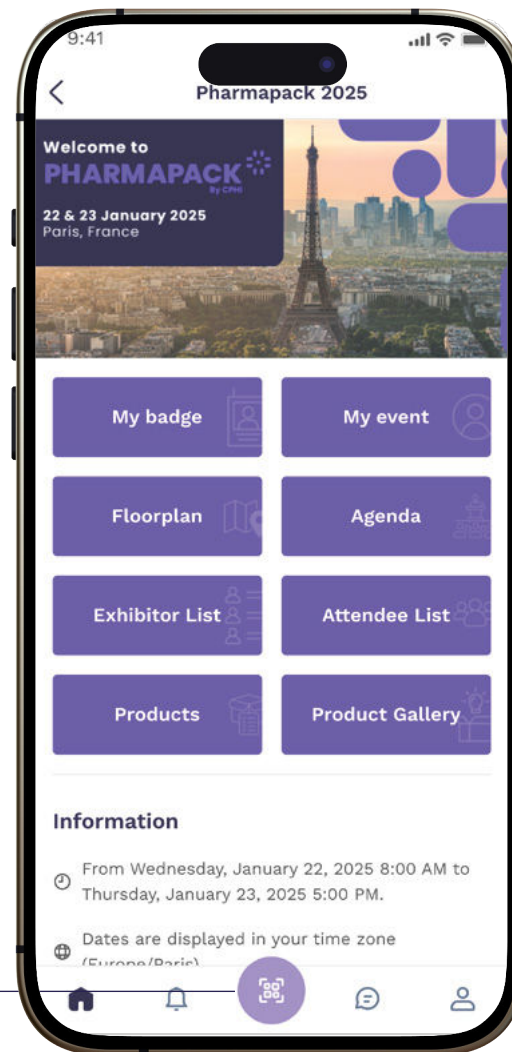 9:41
Pharmapack 2025
Welcome to
PHARMAPACK
By CPHI
22 & 23 January 2025
Paris, France
My badge
My event
Floorplan
Agenda
Exhibitor List
Attendee List
Products
Product Gallery
Information
From Wednesday, January 22, 2025 8:00 AM to
Thursday, January 23, 2025 5:00 PM.
Dates are displayed in your time zone
(Europe/Paris)